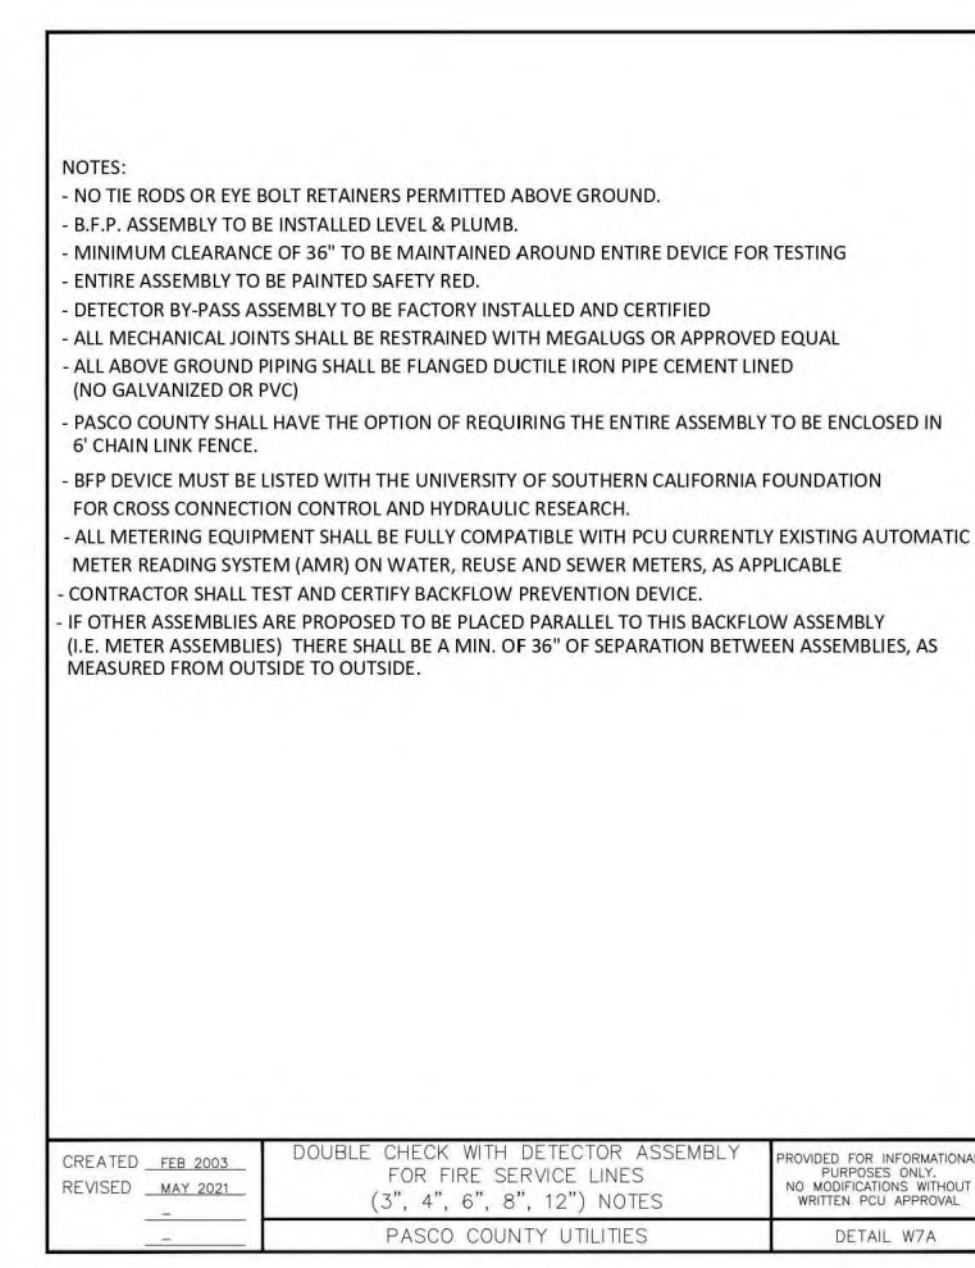 NOTES:
- NO TIE RODS OR EYE BOLT RETAINERS PERMITTED ABOVE GROUND.
- B.F.P. ASSEMBLY TO BE INSTALLED LEVEL & PLUMB.
- MINIMUM CLEARANCE OF 36" TO BE MAINTAINED AROUND ENTIRE DEVICE FOR TESTING
- ENTIRE ASSEMBLY TO BE PAINTED SAFETY RED.
- DETECTOR BY-PASS ASSEMBLY TO BE FACTORY INSTALLED AND CERTIFIED
- ALL MECHANICAL JOINTS SHALL BE RESTRAINED WITH MEGALUGS OR APPROVED EQUAL
- ALL ABOVE GROUND PIPING SHALL BE FLANGED DUCTILE IRON PIPE CEMENT LINED
(NO GALVANIZED OR PVC)
- PASCO COUNTY SHALL HAVE THE OPTION OF REQUIRING THE ENTIRE ASSEMBLY TO BE ENCLOSED IN
6' CHAIN LINK FENCE.
- BFP DEVICE MUST BE LISTED WITH THE UNIVERSITY OF SOUTHERN CALIFORNIA FOUNDATION
FOR CROSS CONNECTION CONTROL AND HYDRAULIC RESEARCH.
- ALL METERING EQUIPMENT SHALL BE FULLY COMPATIBLE WITH PCU CURRENTLY EXISTING AUTOMATIC
METER READING SYSTEM (AMR) ON WATER, REUSE AND SEWER METERS, AS APPLICABLE
- CONTRACTOR SHALL TEST AND CERTIFY BACKFLOW PREVENTION DEVICE.
- IF OTHER ASSEMBLIES ARE PROPOSED TO BE PLACED PARALLEL TO THIS BACKFLOW ASSEMBLY
(I.E. METER ASSEMBLIES) THERE SHALL BE A MIN. OF 36" OF SEPARATION BETWEEN ASSEMBLIES, AS
MEASURED FROM OUTSIDE TO OUTSIDE.
CREATED FEB 2003
REVISED MAY 2021
-
-
DOUBLE CHECK WITH DETECTOR ASSEMBLY
FOR FIRE SERVICE LINES
(3", 4", 6", 8", 12") NOTES
PASCO COUNTY UTILITIES
PROVIDED FOR INFORMATIONAL
PURPOSES ONLY.
NO MODIFICATIONS WITHOUT
WRITTEN PCU APPROVAL
DETAIL W7A